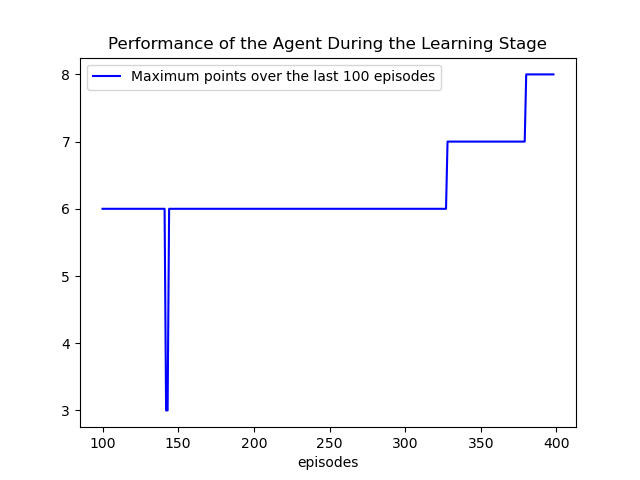 Performance of the Agent During the Learning Stage
Maximum points over the last 100 episodes
8
7
6
5
4
3
100 150 200 250 300 350 400
episodes